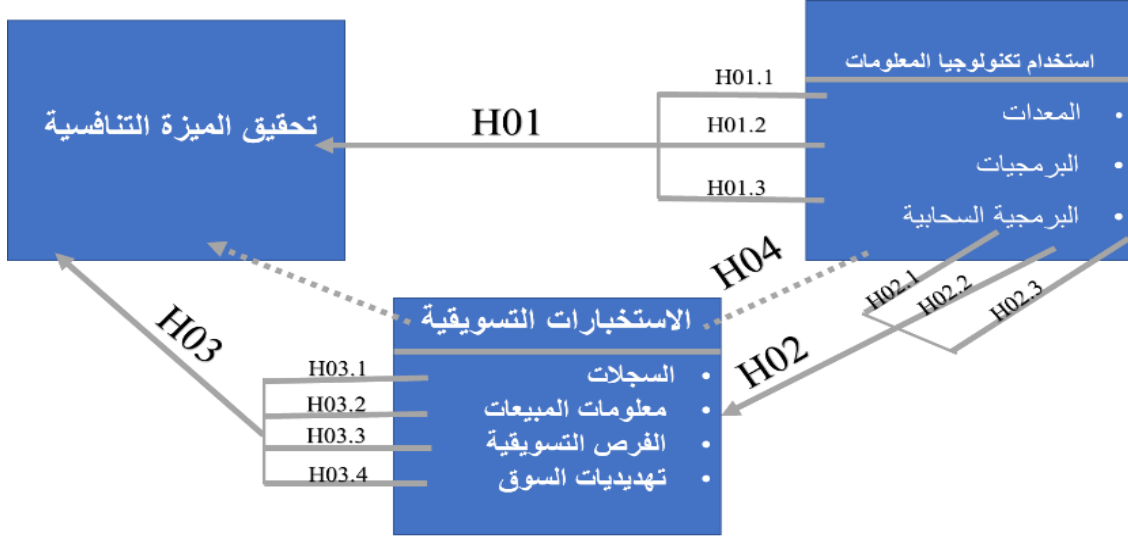 استخدام تكنولوجيا المعلومات
• المعدات
• البرمجيات
• البرمجية السحابية
H01.1
H01.2
H01.3
H01
تحقيق الميزة التنافسية
H02.1
H02.2
H02.3
H02
H04
الاستخبارات التسويقية
• السجلات
• معلومات المبيعات
• الفرص التسويقية
• تهديديات السوق
H03.1
H03.2
H03.3
H03.4
H03